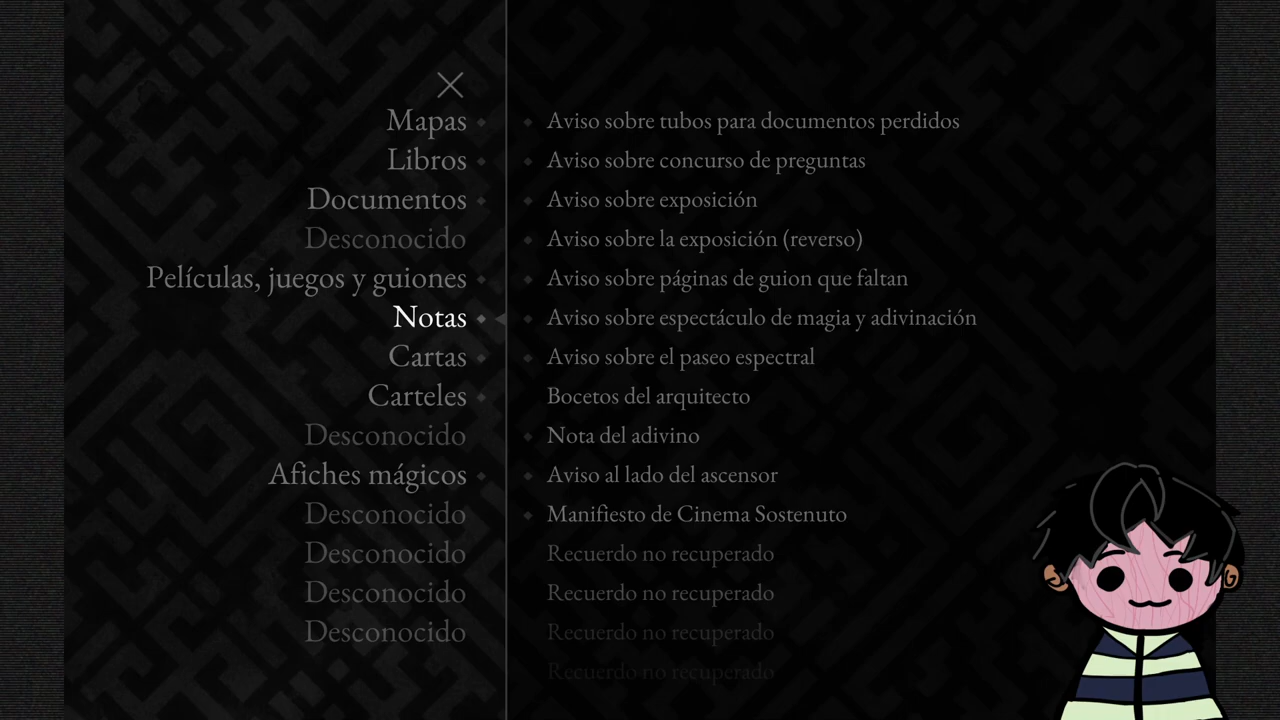 Mapas
Libros
Documentos
Desconocido
Películas, juegos y guiones
Notas
Cartas
Carteles
Desconocido
Afiches mágicos
Desconocido
Desconocido
Desconocido
Desconocido
Aviso sobre tubos para documentos perdidos
Aviso sobre concurso de preguntas
Aviso sobre exposición
Aviso sobre la exposición (reverso)
Aviso sobre páginas de guion que faltan
Aviso sobre espectáculo de magia y adivinación
Aviso sobre el paseo espectral
Bocetos del arquitecto
Nota del adivino
Aviso al lado del ascensor
Manifiesto de Cinema Sostenuto
Recuerdo no recuperado
Recuerdo no recuperado
Recuerdo no recuperado
Recuerdo no recuperado